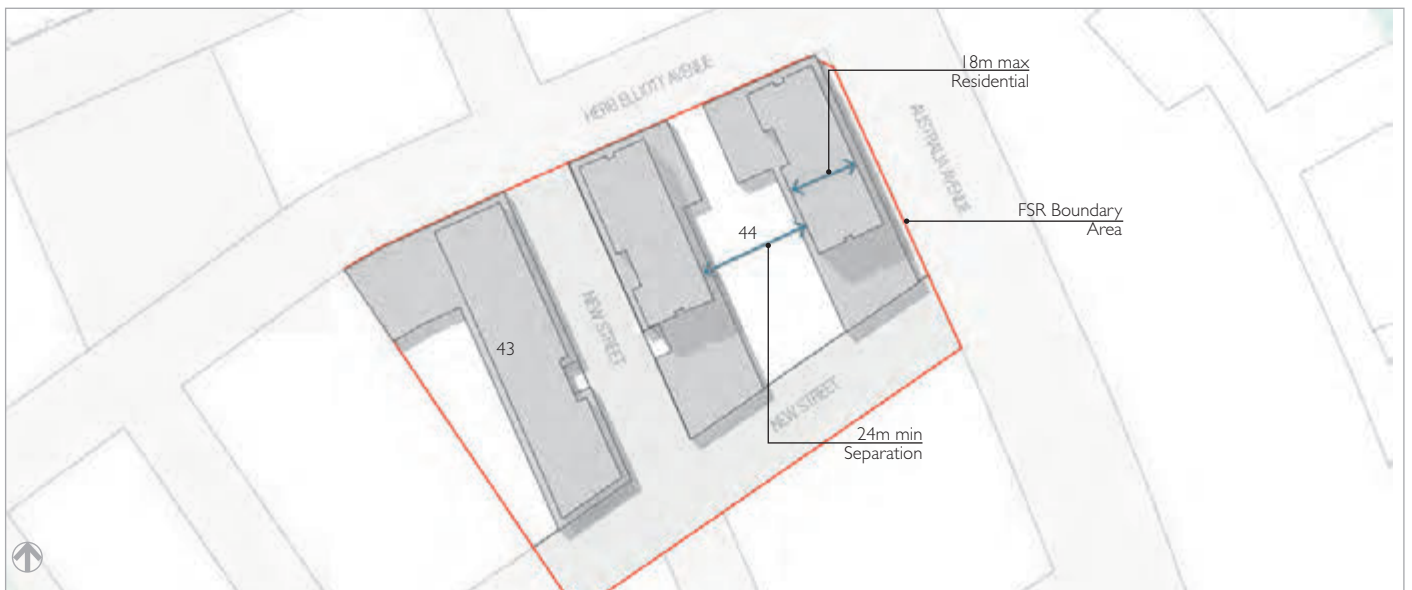 18m max
Residential
HERB ELLIOTT AVENUE
AUSTRALIA AVENUE
FSR Boundary
Area
44
NEW STREET
43
NEW STREET
24m min
Separation